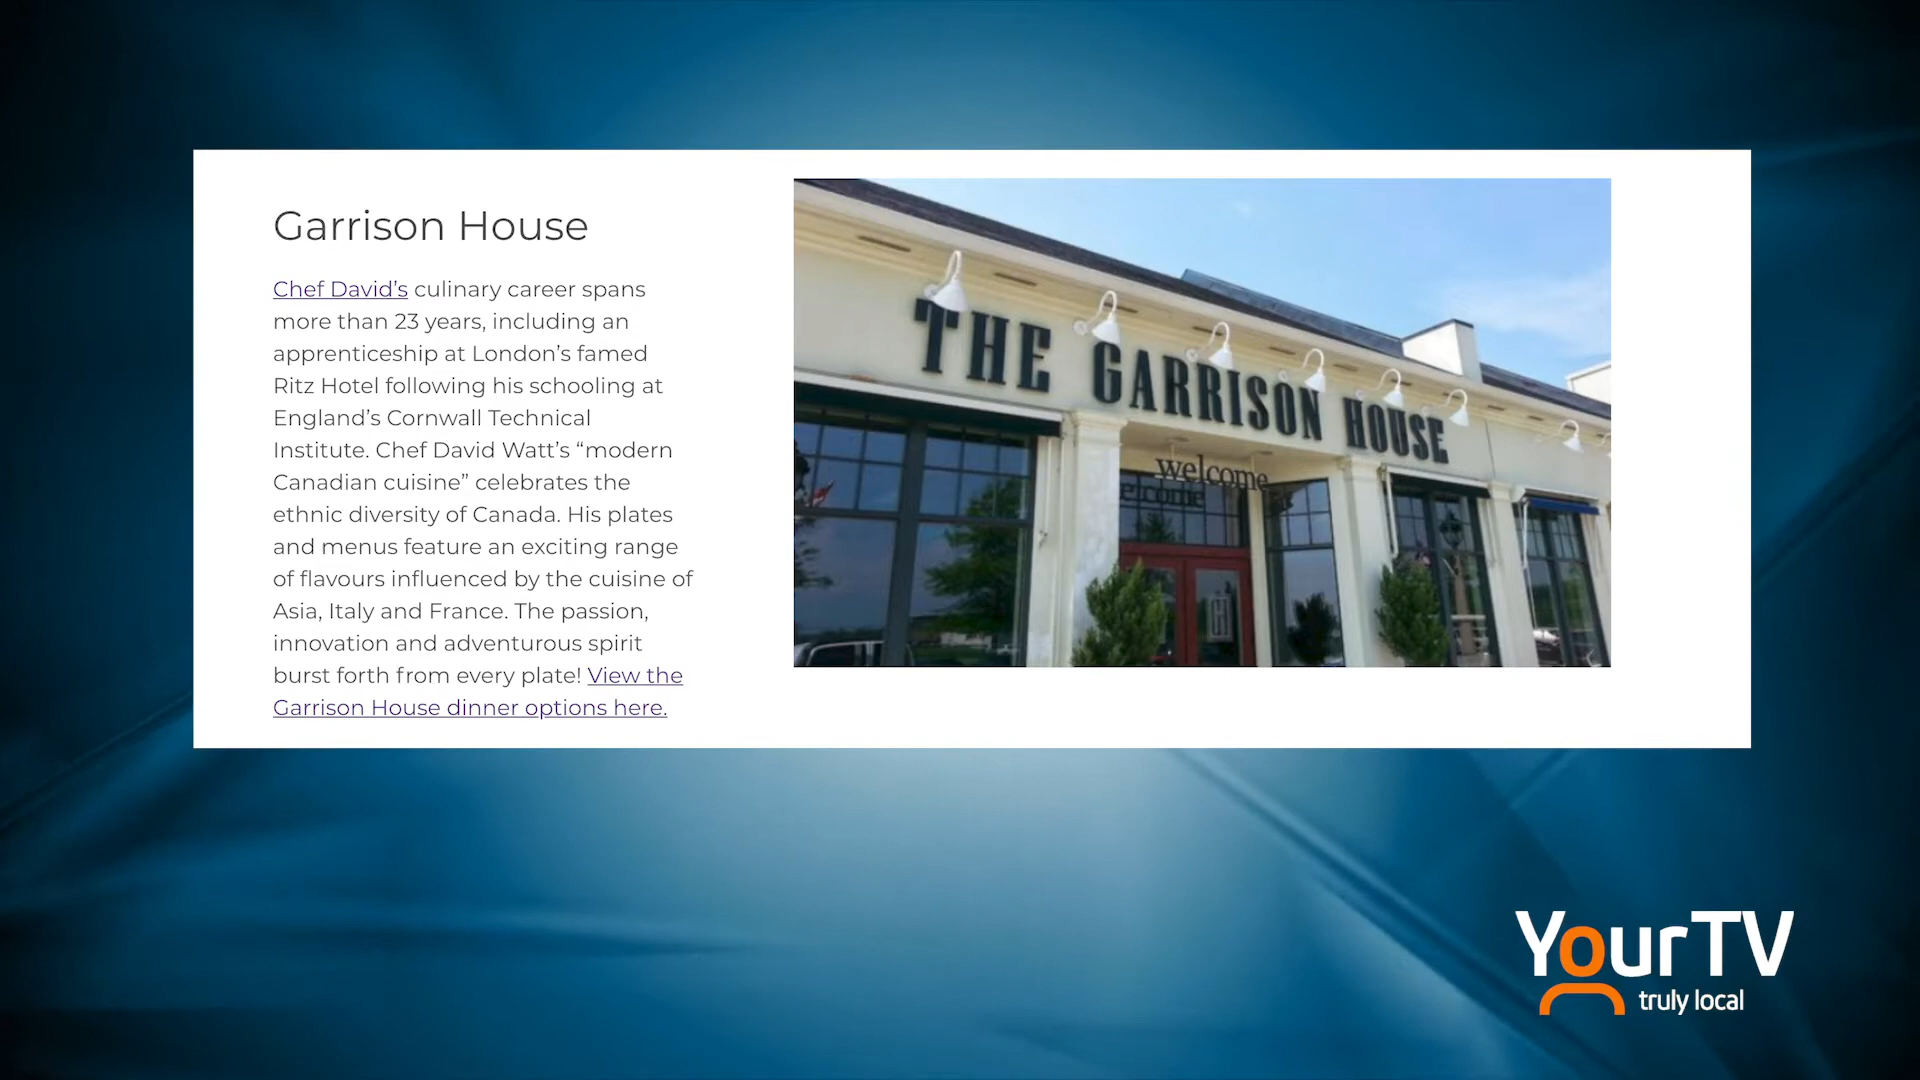 Garrison House
Chef David’s culinary career spans
more than 23 years, including an
apprenticeship at London’s famed
Ritz Hotel following his schooling at
England’s Cornwall Technical
Institute. Chef David Watt’s “modern
Canadian cuisine” celebrates the
ethnic diversity of Canada. His plates
and menus feature an exciting range
of flavours influenced by the cuisine of
Asia, Italy and France. The passion,
innovation and adventurous spirit
burst forth from every plate! View the
Garrison House dinner options here.
THE GARRISON HOUSE
welcome
YourTV
truly local